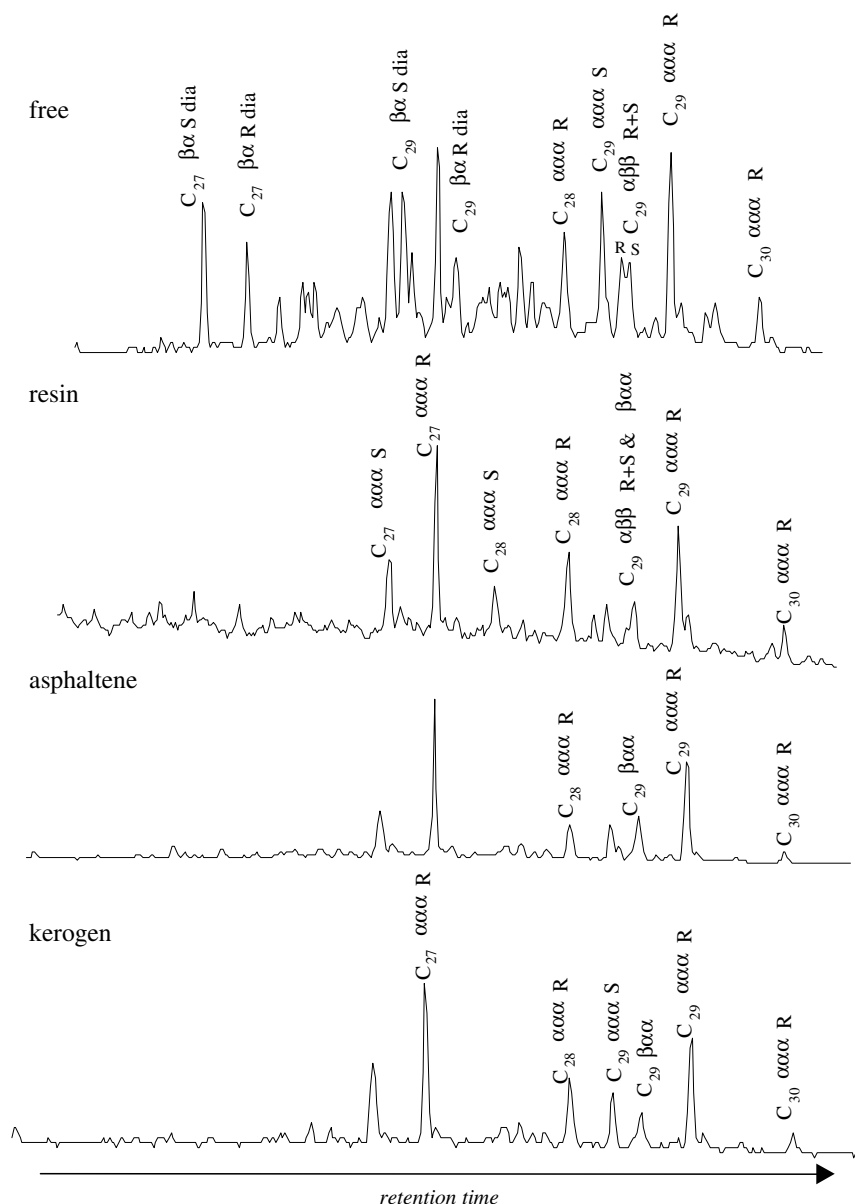 free
C27 βα S dia
C27 βα R dia
C29 βα S dia
C29 βα R dia
C28 ααα R
C29 ααα S
C29 αββ R+S
R S
C29 ααα R
C30 ααα R
resin
C27 ααα S
C27 ααα R
C28 ααα S
C28 ααα R
C29 αββ R+S & βαα
C29 ααα R
C30 ααα R
asphaltene
C28 ααα R
C29 βαα
C29 ααα R
C30 ααα R
kerogen
C27 ααα R
C28 ααα R
C29 ααα S
C29 βαα
C29 ααα R
C30 ααα R
retention time